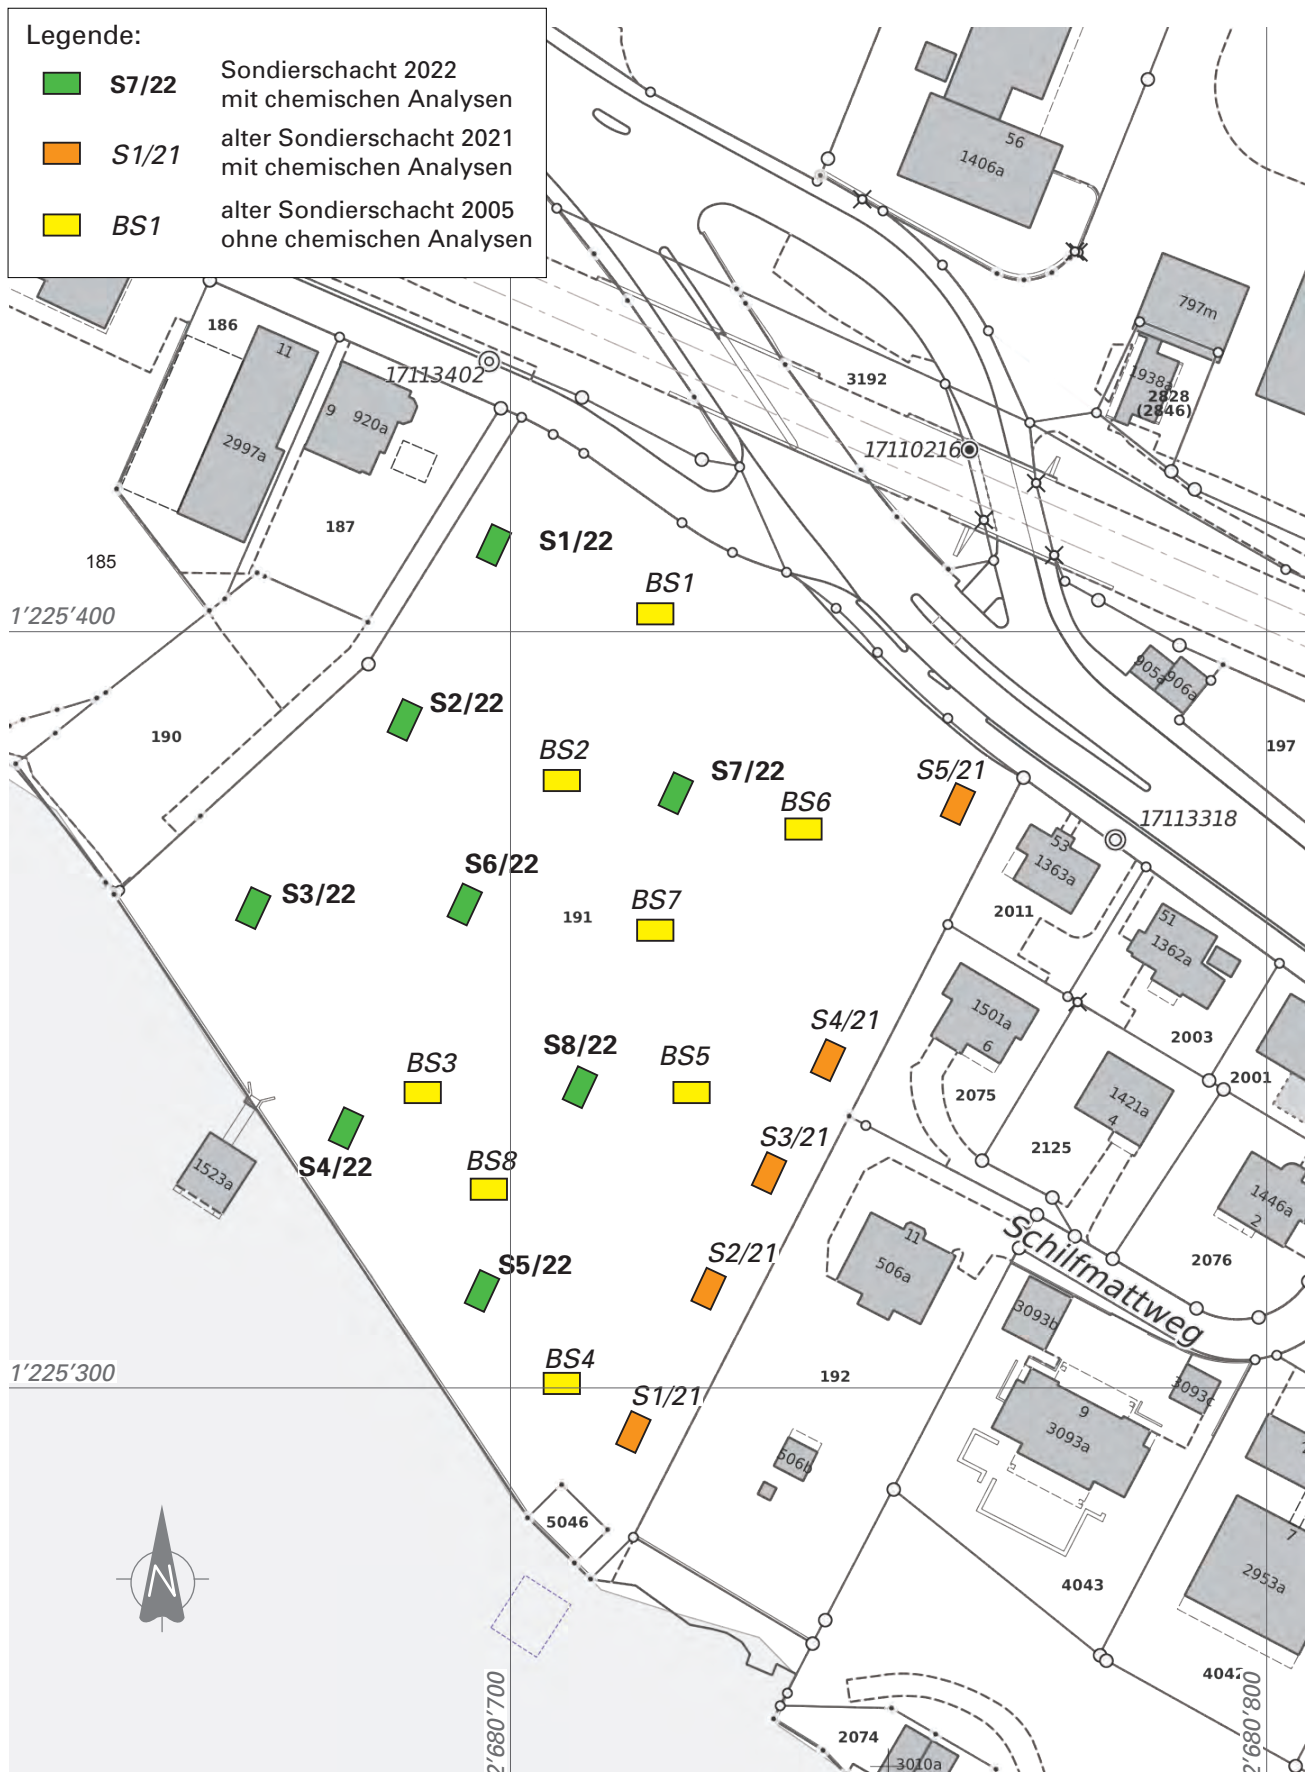 Legende:
S7/22 Sondierschacht 2022
mit chemischen Analysen
S1/21 alter Sondierschacht 2021
mit chemischen Analysen
BS1 alter Sondierschacht 2005
ohne chemischen Analysen
56
1406a
797m
1938a
2828
(2846)
186
11
2997a
9
920a
17113402
3192
17110216
187
185
S1/22
BS1
1'225'400
905a
906a
197
190
S2/22
BS2
S7/22
BS6
S5/21
17113318
53
1363a
S3/22
S6/22
191
BS7
2011
51
1362a
1501a
6
S4/21
2003
2001
BS3
S8/22
BS5
2075
1421a
4
2125
1523a
S4/22
BS8
S3/21
1446a
2
2076
Schilfmattweg
S5/22
S2/21
11
506a
3093b
1'225'300
BS4
S1/21
192
9
3093a
3093c
506b
5046
7
2953a
4043
4042
N
2'680'700
2'680'800
2074
3010a